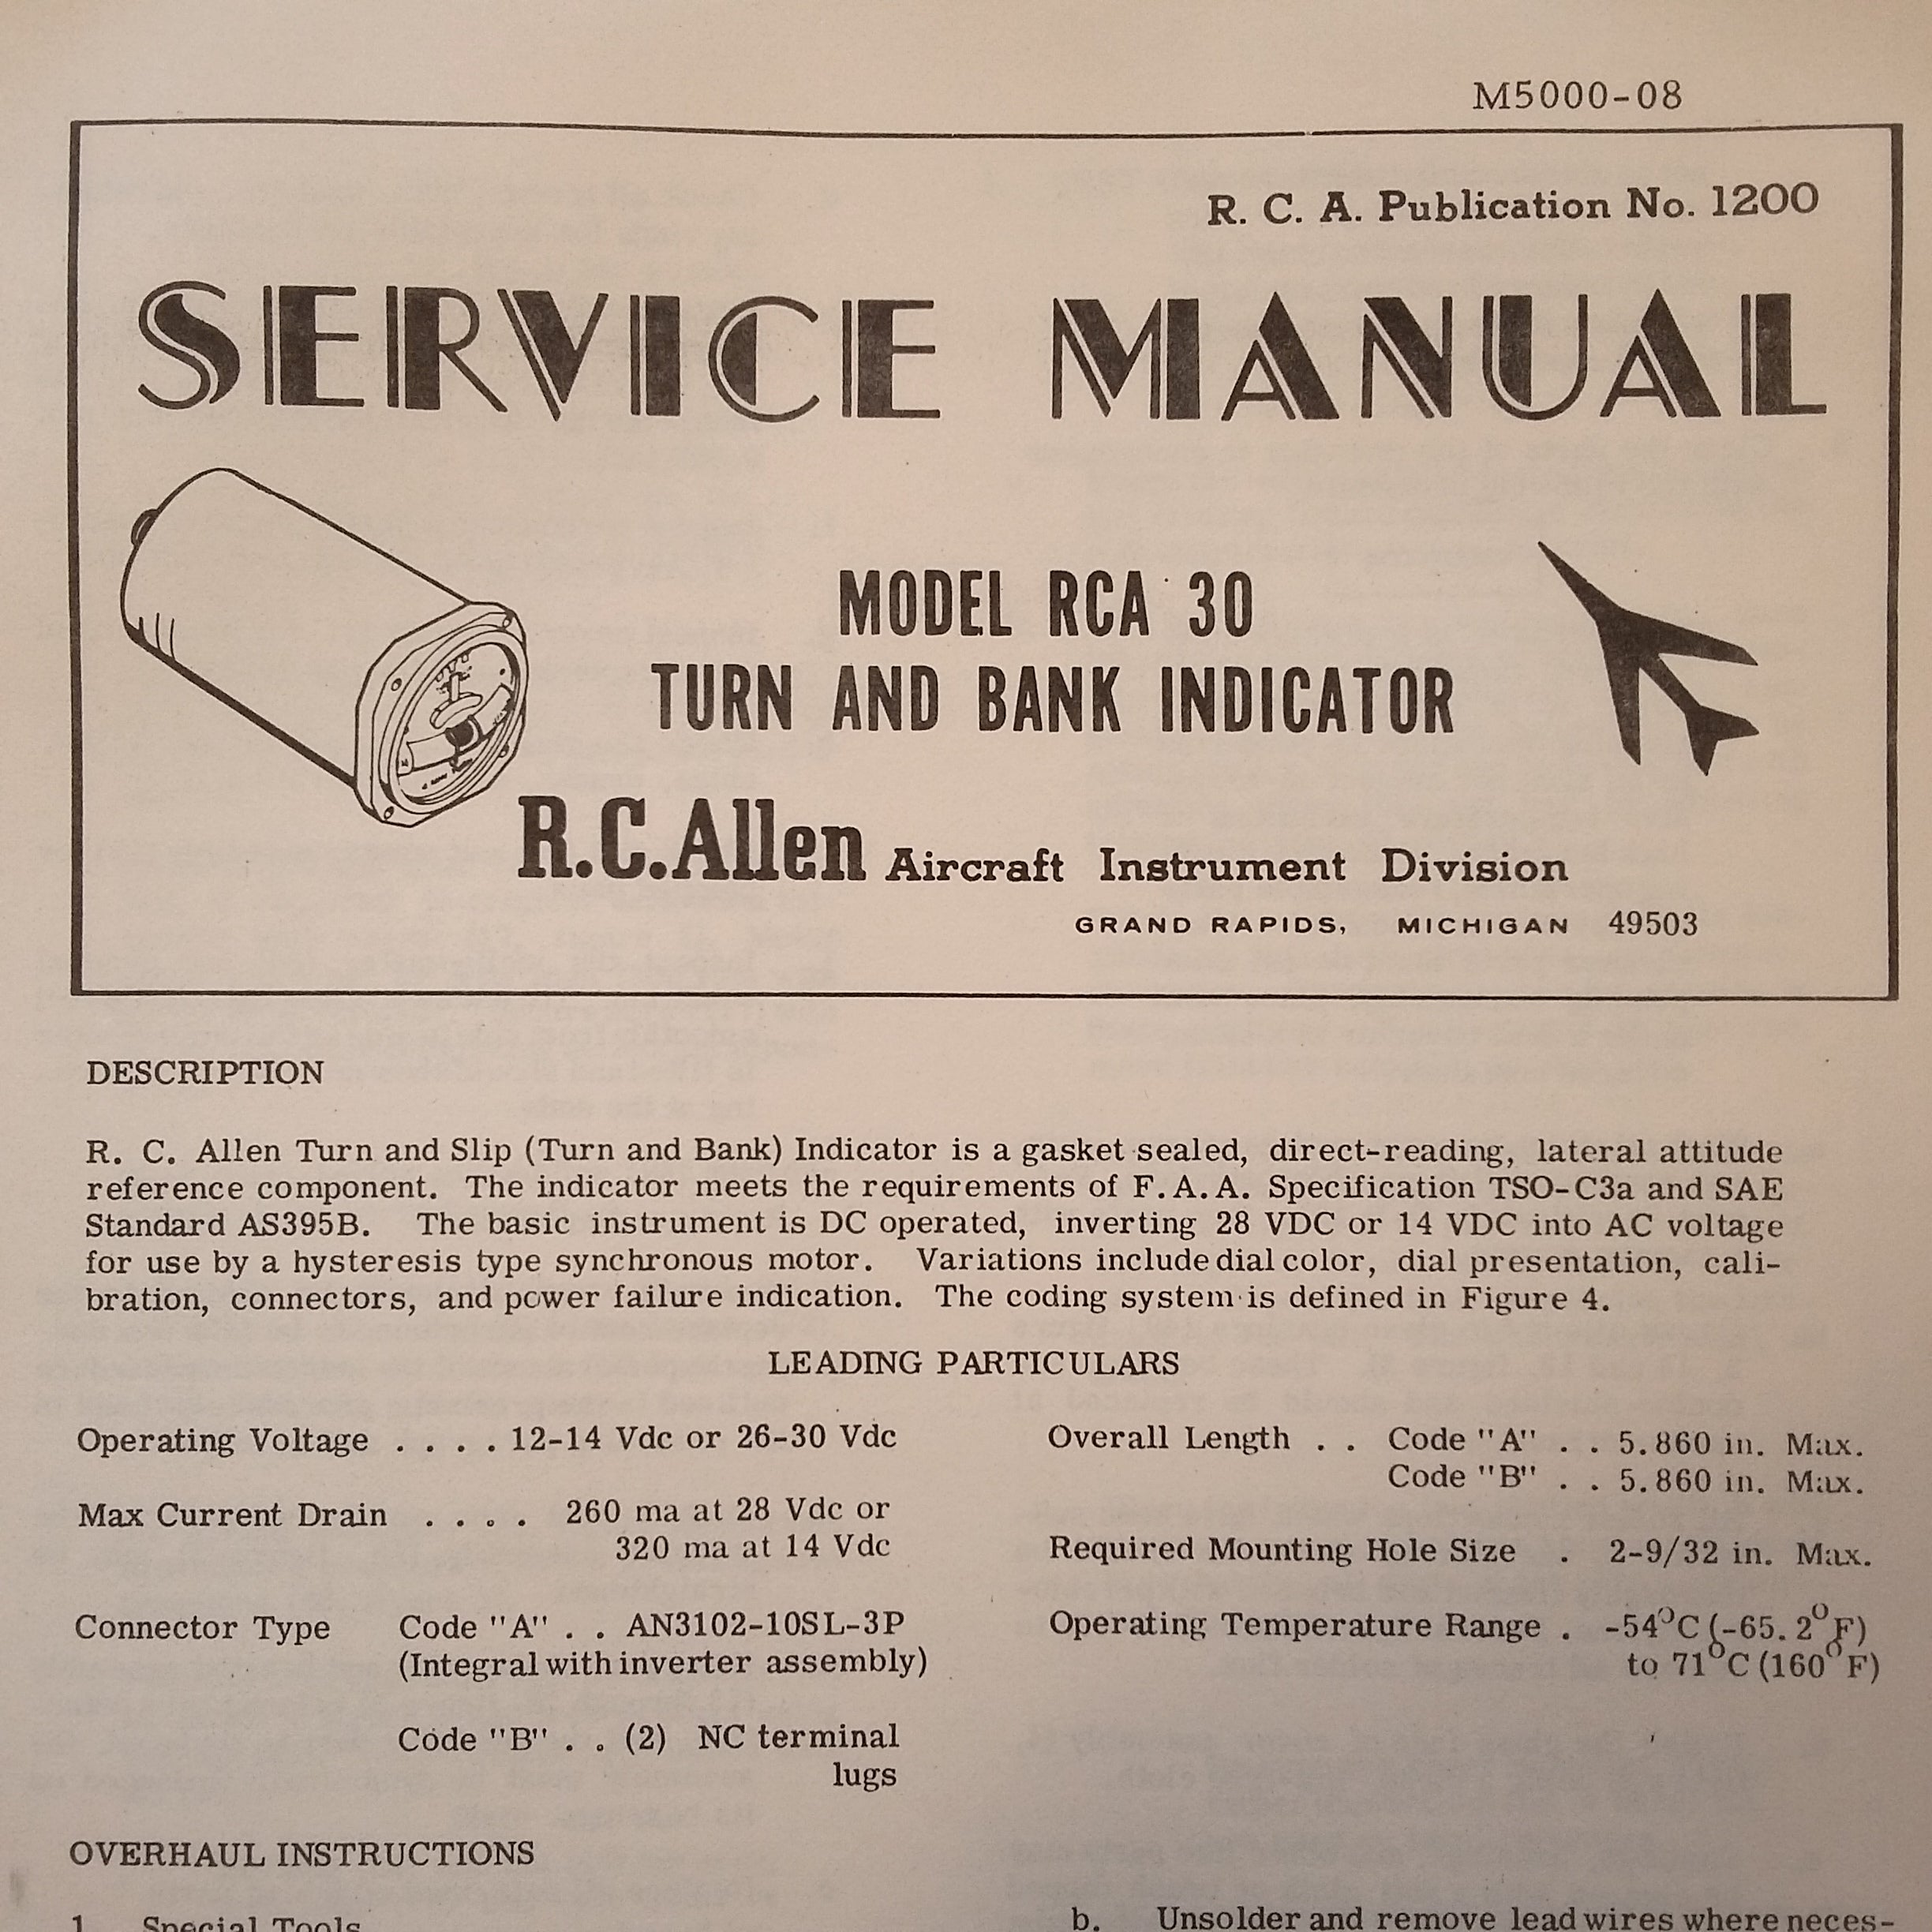 M5000-08
R. C. A. Publication No. 1200
SERVICE MANUAL
MODEL RCA 30
TURN AND BANK INDICATOR
R.C.Allen Aircraft Instrument Division
GRAND RAPIDS, MICHIGAN 49503
DESCRIPTION
R. C. Allen Turn and Slip (Turn and Bank) Indicator is a gasket sealed, direct-reading, lateral attitude
reference component. The indicator meets the requirements of F.A.A. Specification TSO-C3a and SAE
Standard AS395B. The basic instrument is DC operated, inverting 28 VDC or 14 VDC into AC voltage
for use by a hysteresis type synchronous motor. Variations include dial color, dial presentation, cali-
bration, connectors, and power failure indication. The coding system is defined in Figure 4.
LEADING PARTICULARS
Operating Voltage . . . . 12-14 Vdc or 26-30 Vdc
Max Current Drain . . . . 260 ma at 28 Vdc or
320 ma at 14 Vdc
Connector Type Code "A" . . AN3102-10SL-3P
(Integral with inverter assembly)
Code "B" . . (2) NC terminal
lugs
Overall Length . . Code "A" . . 5.860 in. Max.
Code "B" . . 5.860 in. Max.
Required Mounting Hole Size . 2-9/32 in. Max.
Operating Temperature Range . -54°C (-65.2°F)
to 71°C (160°F)
OVERHAUL INSTRUCTIONS
1. Special Tools
b. Unsolder and remove lead wires where neces-